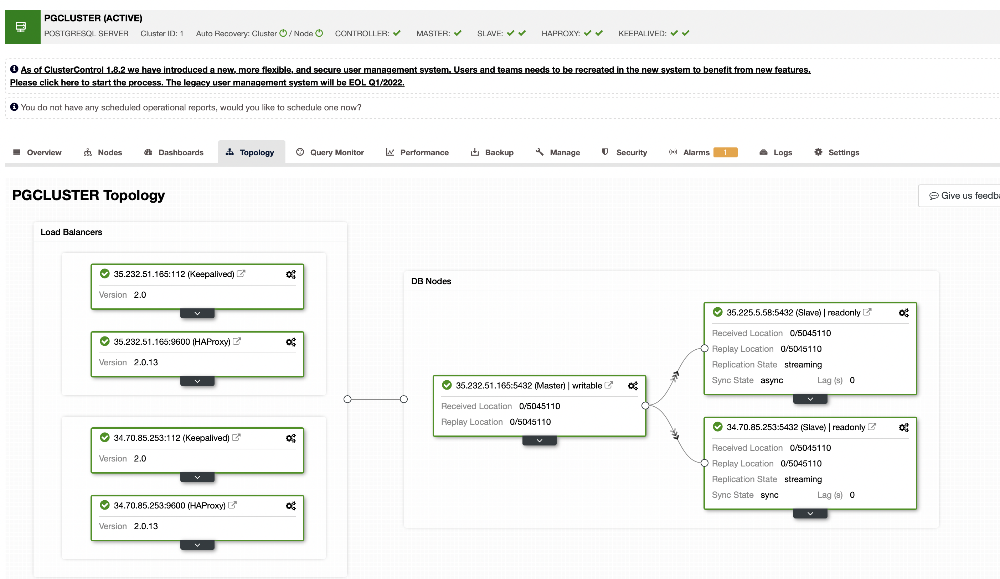 PGCLUSTER (ACTIVE)
POSTGRESQL SERVER Cluster ID: 1 Auto Recovery: Cluster / Node CONTROLLER: MASTER: SLAVE: HAPROXY: KEEPALIVED:
As of ClusterControl 1.8.2 we have introduced a new, more flexible, and secure user management system. Users and teams needs to be recreated in the new system to benefit from new features.
Please click here to start the process. The legacy user management system will be EOL Q1/2022.
You do not have any scheduled operational reports, would you like to schedule one now?
Overview Nodes Dashboards Topology Query Monitor Performance Backup Manage Security Alarms 1 Logs Settings
PGCLUSTER Topology
Give us feedba
Load Balancers
35.232.51.165:112 (Keepalived)
Version 2.0
35.232.51.165:9600 (HAProxy)
Version 2.0.13
34.70.85.253:112 (Keepalived)
Version 2.0
34.70.85.253:9600 (HAProxy)
Version 2.0.13
DB Nodes
35.232.51.165:5432 (Master) | writable
Received Location 0/5045110
Replay Location 0/5045110
35.225.5.58:5432 (Slave) | readonly
Received Location 0/5045110
Replay Location 0/5045110
Replication State streaming
Sync State async Lag (s) 0
34.70.85.253:5432 (Slave) | readonly
Received Location 0/5045110
Replay Location 0/5045110
Replication State streaming
Sync State sync Lag (s) 0